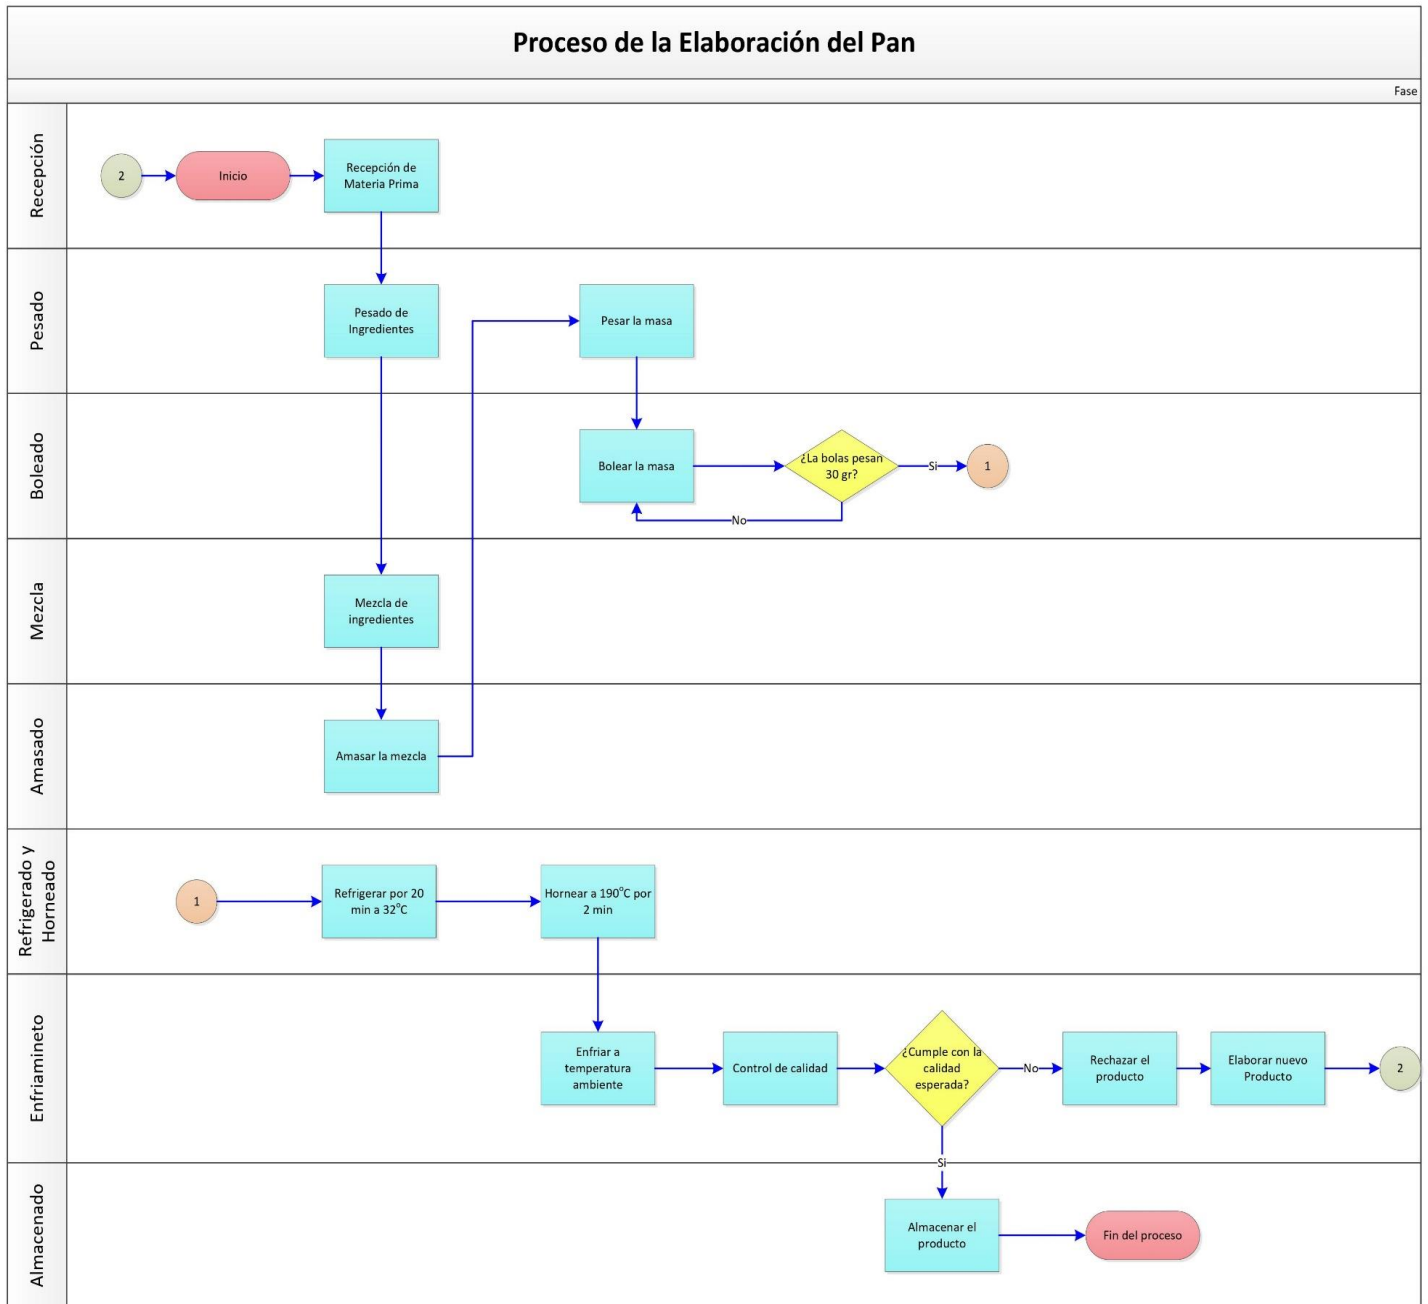 Proceso de la Elaboración del Pan
Fase
Recepción
2
Inicio
Recepción de
Materia Prima
Pesado
Pesado de
Ingredientes
Pesar la masa
Boleado
Bolear la masa
¿La bolas pesan
30 gr?
Si
1
No
Mezcla
Mezcla de
ingredientes
Amasado
Amasar la mezcla
Refrigerado y
Horneado
1
Refrigerar por 20
min a 32°C
Hornear a 190°C por
2 min
Enfriamineto
Enfriar a
temperatura
ambiente
Control de calidad
¿Cumple con la
calidad
esperada?
No
Rechazar el
producto
Elaborar nuevo
Producto
2
Si
Almacenado
Almacenar el
producto
Fin del proceso